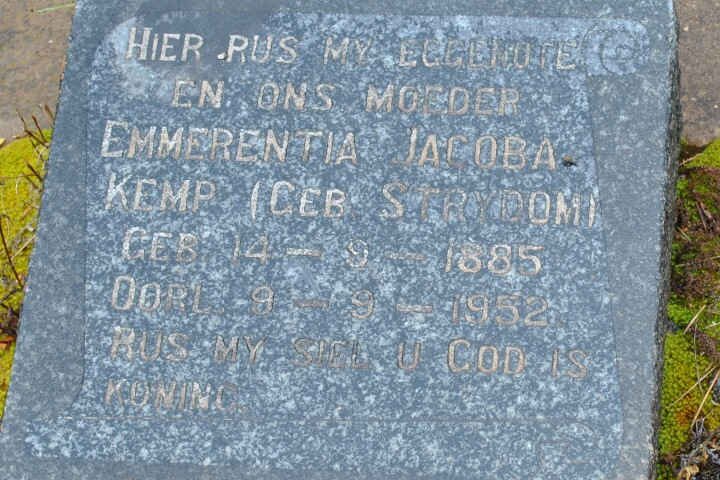 HIER RUS MY EGGENOTE
EN ONS MOEDER
EMMERENTIA JACOBA
KEMP (GEB. STRYDOM)
GEB. 14 — 9 — 1885
OORL. 9 — 9 — 1952.
RUS MY SIEL U GOD IS
KONING.